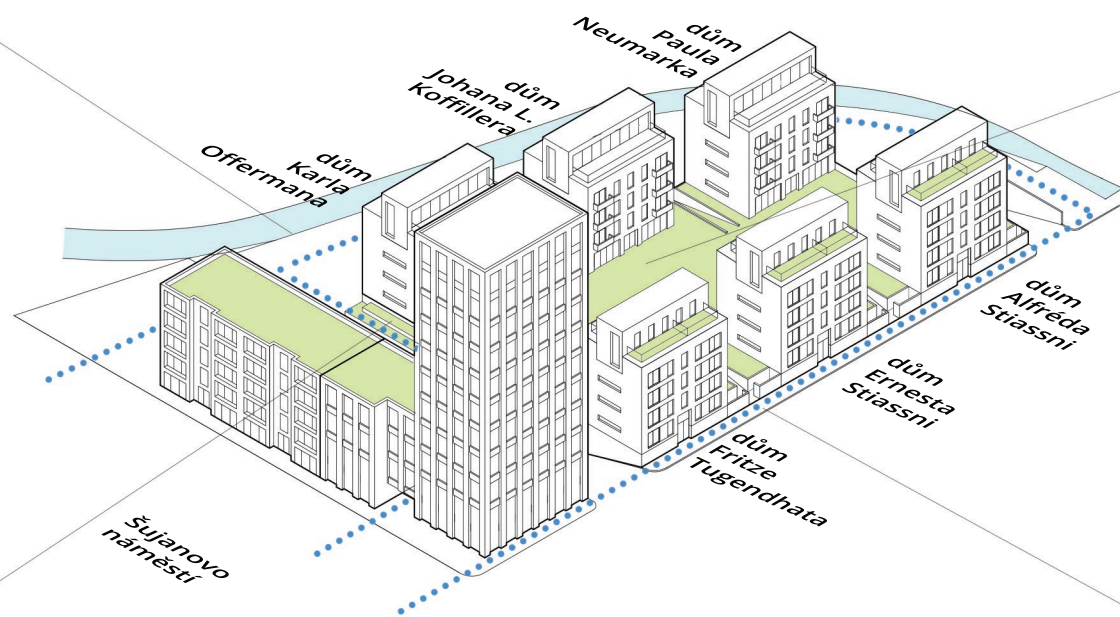 dům
Paula
Neumarka
dům
Johana L.
Koffillera
dům
Karla
Offermana
dům
Alfréda
Stiassni
dům
Ernesta
Stiassni
dům
Fritze
Tugendhata
Šujanovo
náměstí